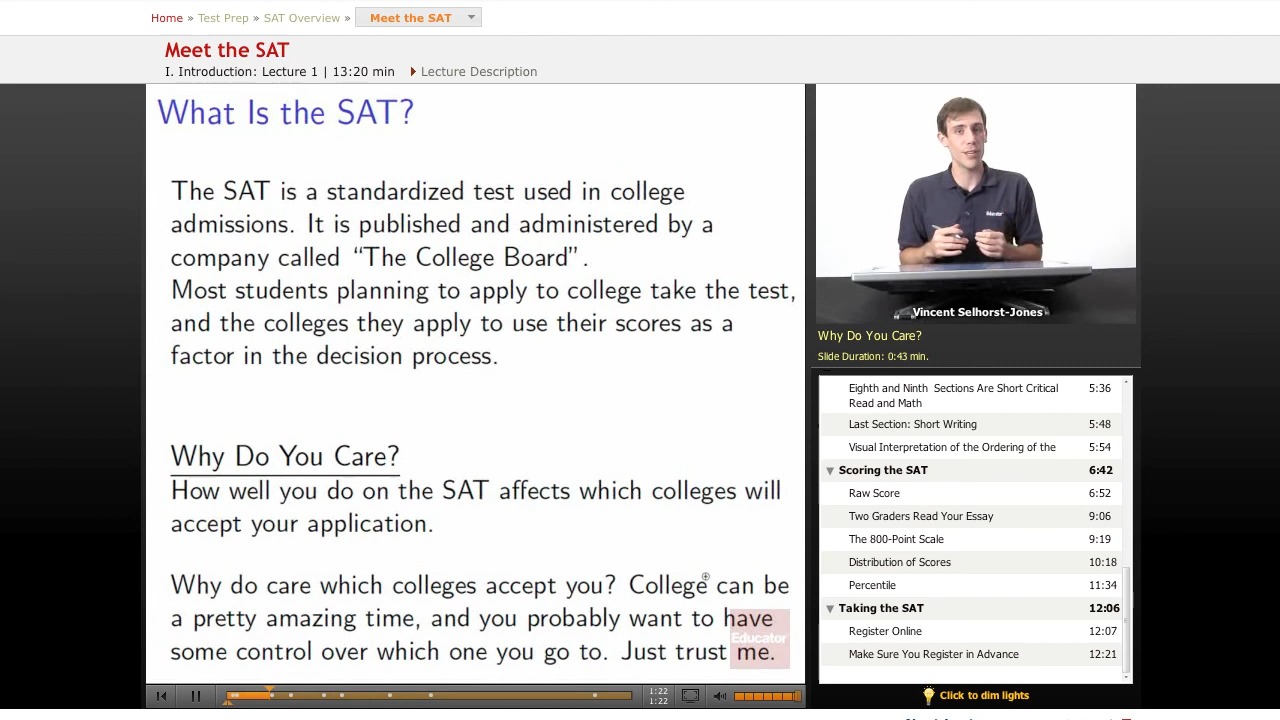 Home » Test Prep » SAT Overview » Meet the SAT
Meet the SAT
I. Introduction: Lecture 1 | 13:20 min Lecture Description
What Is the SAT?
The SAT is a standardized test used in college
admissions. It is published and administered by a
company called “The College Board”.
Most students planning to apply to college take the test,
and the colleges they apply to use their scores as a
factor in the decision process.
Why Do You Care?
How well you do on the SAT affects which colleges will
accept your application.
Why do care which colleges accept you? College can be
a pretty amazing time, and you probably want to have
some control over which one you go to. Just trust me.
Educator
1:22
1:22
Vincent Selhorst-Jones
Why Do You Care?
Slide Duration: 0:43 min.
Eighth and Ninth Sections Are Short Critical 5:36
Read and Math
Last Section: Short Writing 5:48
Visual Interpretation of the Ordering of the 5:54
Scoring the SAT 6:42
Raw Score 6:52
Two Graders Read Your Essay 9:06
The 800-Point Scale 9:19
Distribution of Scores 10:18
Percentile 11:34
Taking the SAT 12:06
Register Online 12:07
Make Sure You Register in Advance 12:21
Click to dim lights